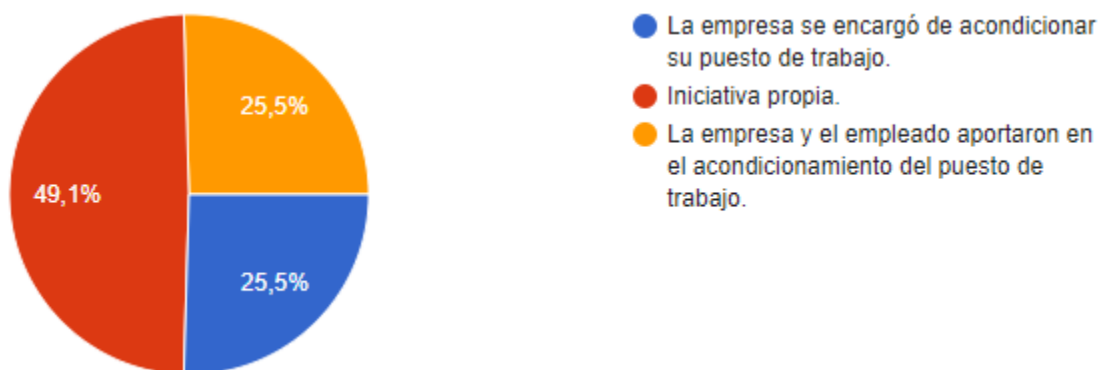 25,5%
49,1%
25,5%
La empresa se encargó de acondicionar
su puesto de trabajo.
Iniciativa propia.
La empresa y el empleado aportaron en
el acondicionamiento del puesto de
trabajo.